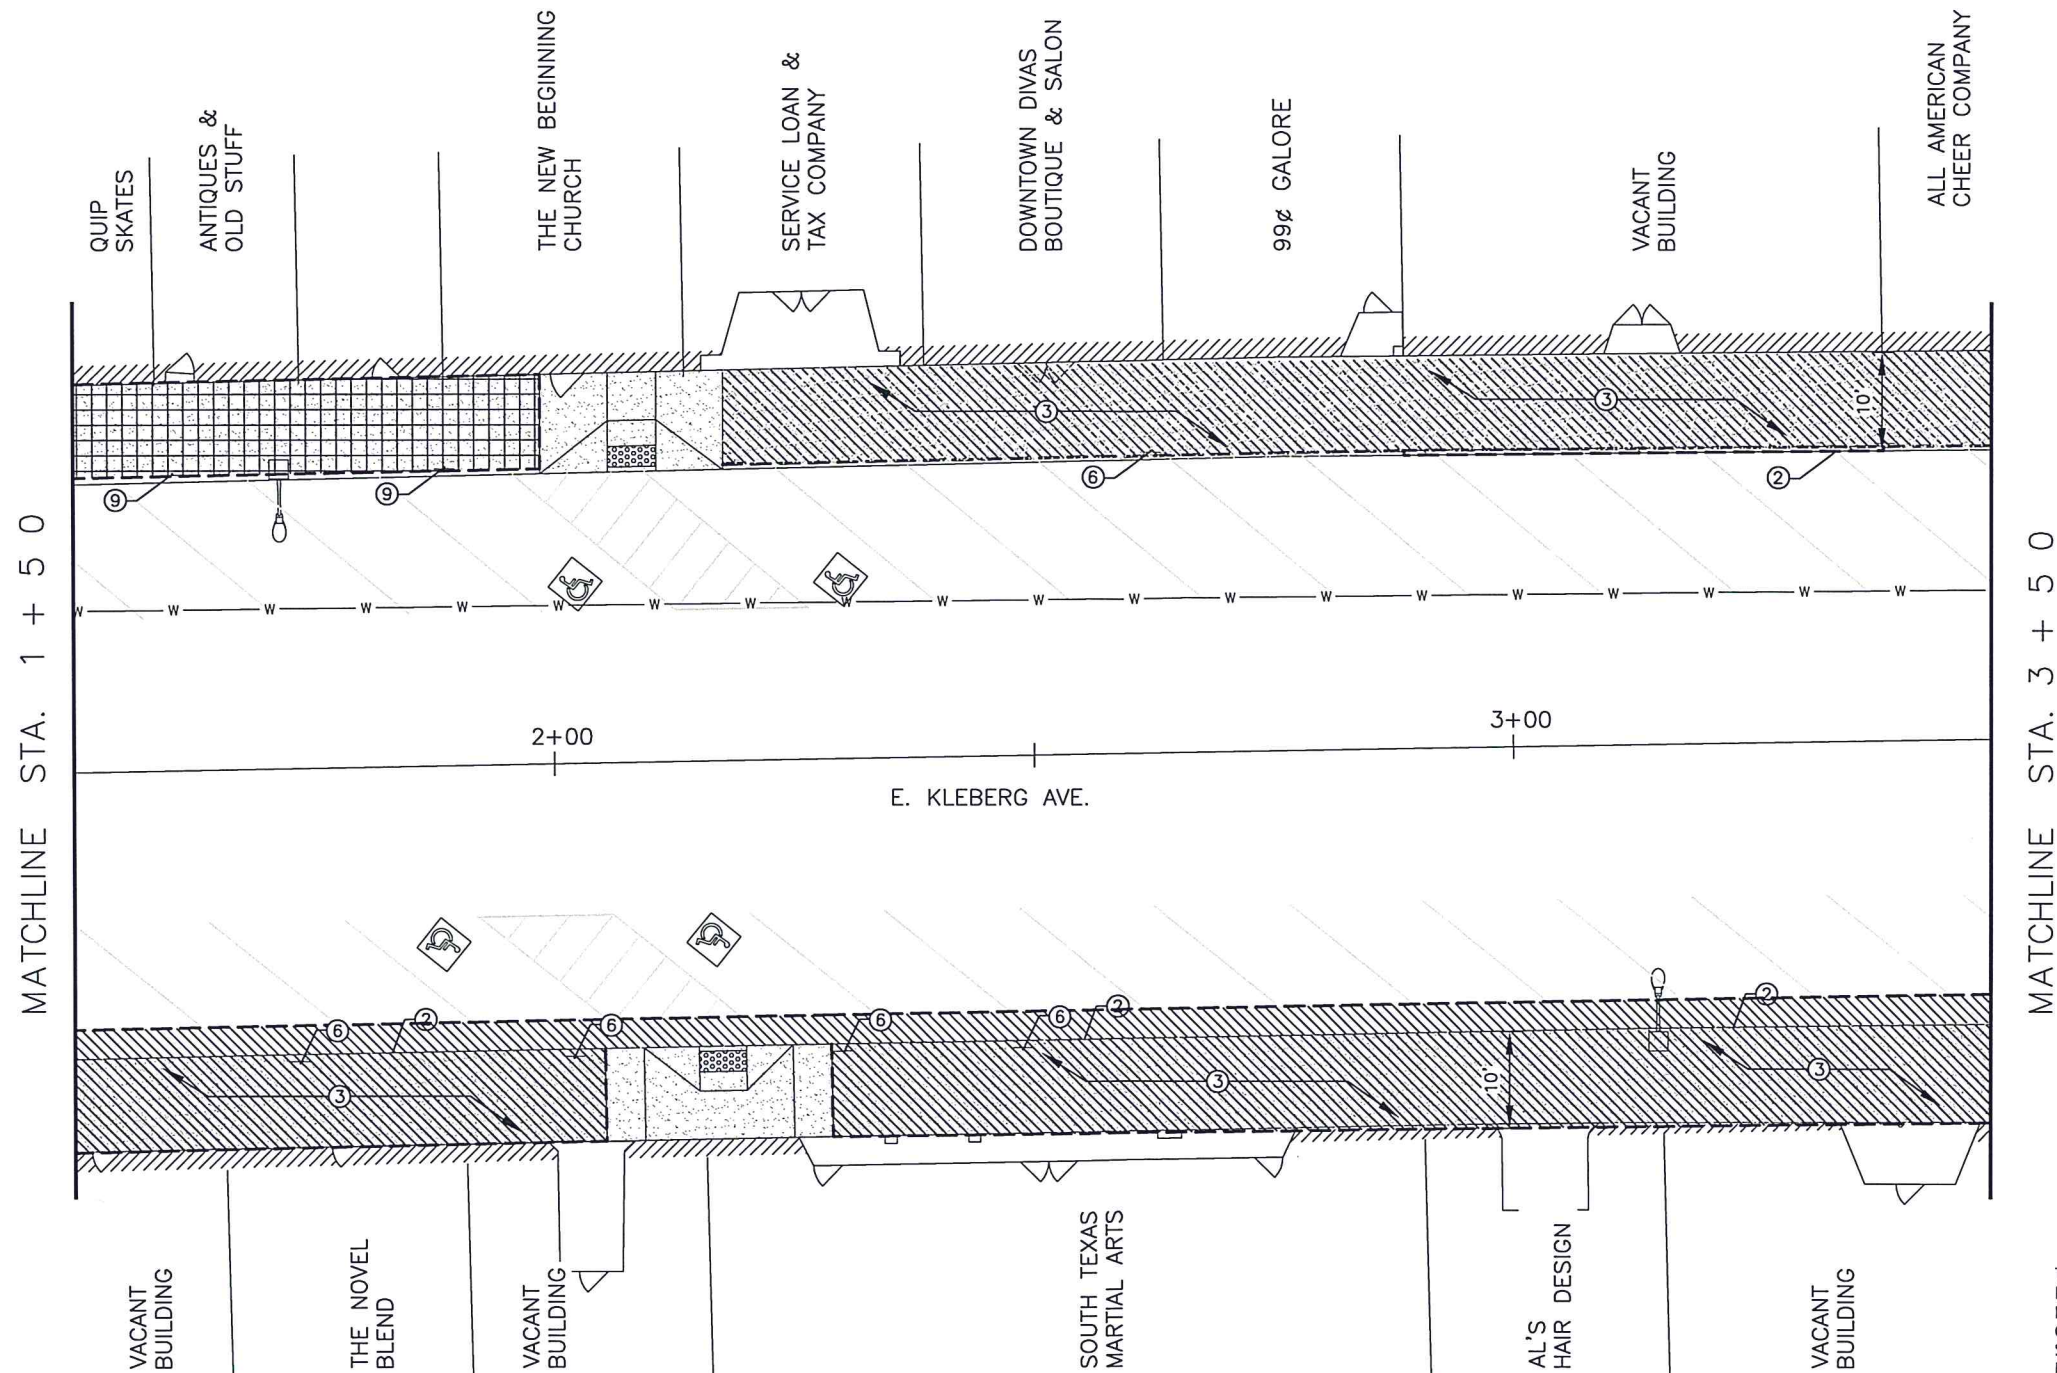 QUIP
SKATES
ANTIQUES &
OLD STUFF
THE NEW BEGINNING
CHURCH
SERVICE LOAN &
TAX COMPANY
DOWNTOWN DIVAS
BOUTIQUE & SALON
99¢ GALORE
VACANT
BUILDING
ALL AMERICAN
CHEER COMPANY
3
3
10'
9
9
6
2
MATCHLINE STA. 1+50
MATCHLINE STA. 3+50
W W W W W W W W W W W W W W W W W W W W
2+00
3+00
E. KLEBERG AVE.
6
2
6
6
6
2
2
3
3
10'
3
VACANT
BUILDING
THE NOVEL
BLEND
VACANT
BUILDING
SOUTH TEXAS
MARTIAL ARTS
AL'S
HAIR DESIGN
VACANT
BUILDING